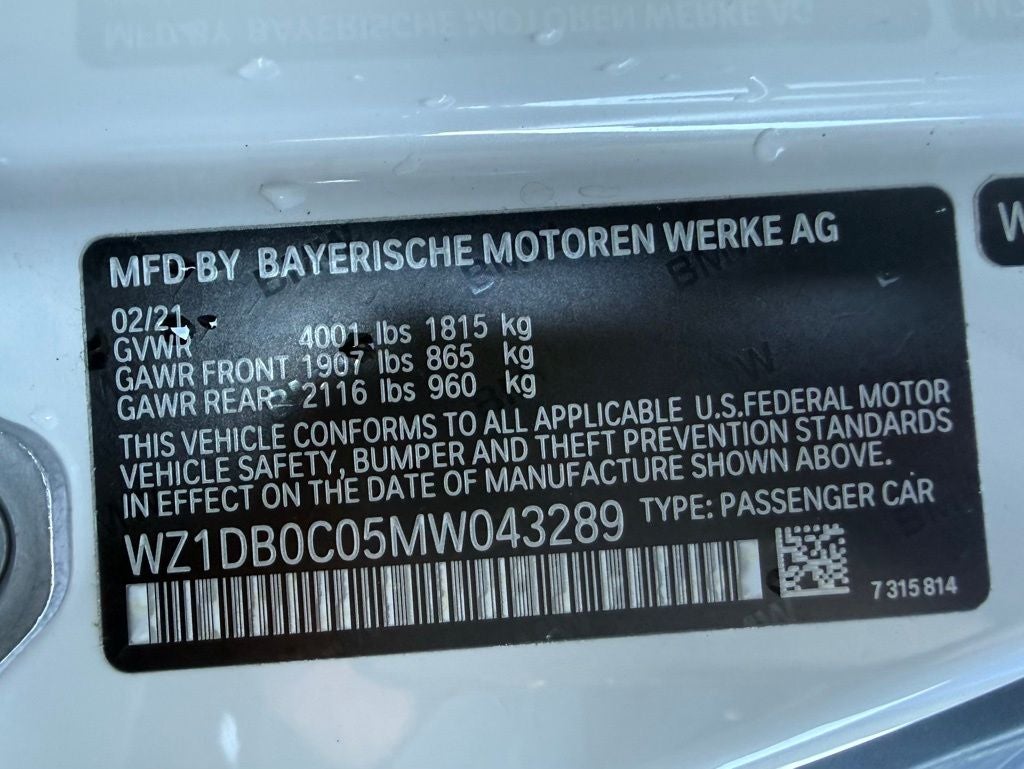 MFD BY BAYERISCHE MOTOREN WERKE AG
02/21
GVWR 4001 lbs 1815 kg
GAWR FRONT 1907 lbs 865 kg
GAWR REAR 2116 lbs 960 kg
THIS VEHICLE CONFORMS TO ALL APPLICABLE U.S.FEDERAL MOTOR
VEHICLE SAFETY, BUMPER AND THEFT PREVENTION STANDARDS
IN EFFECT ON THE DATE OF MANUFACTURE SHOWN ABOVE.
WZ1DB0C05MW043289 TYPE: PASSENGER CAR
7 315 814